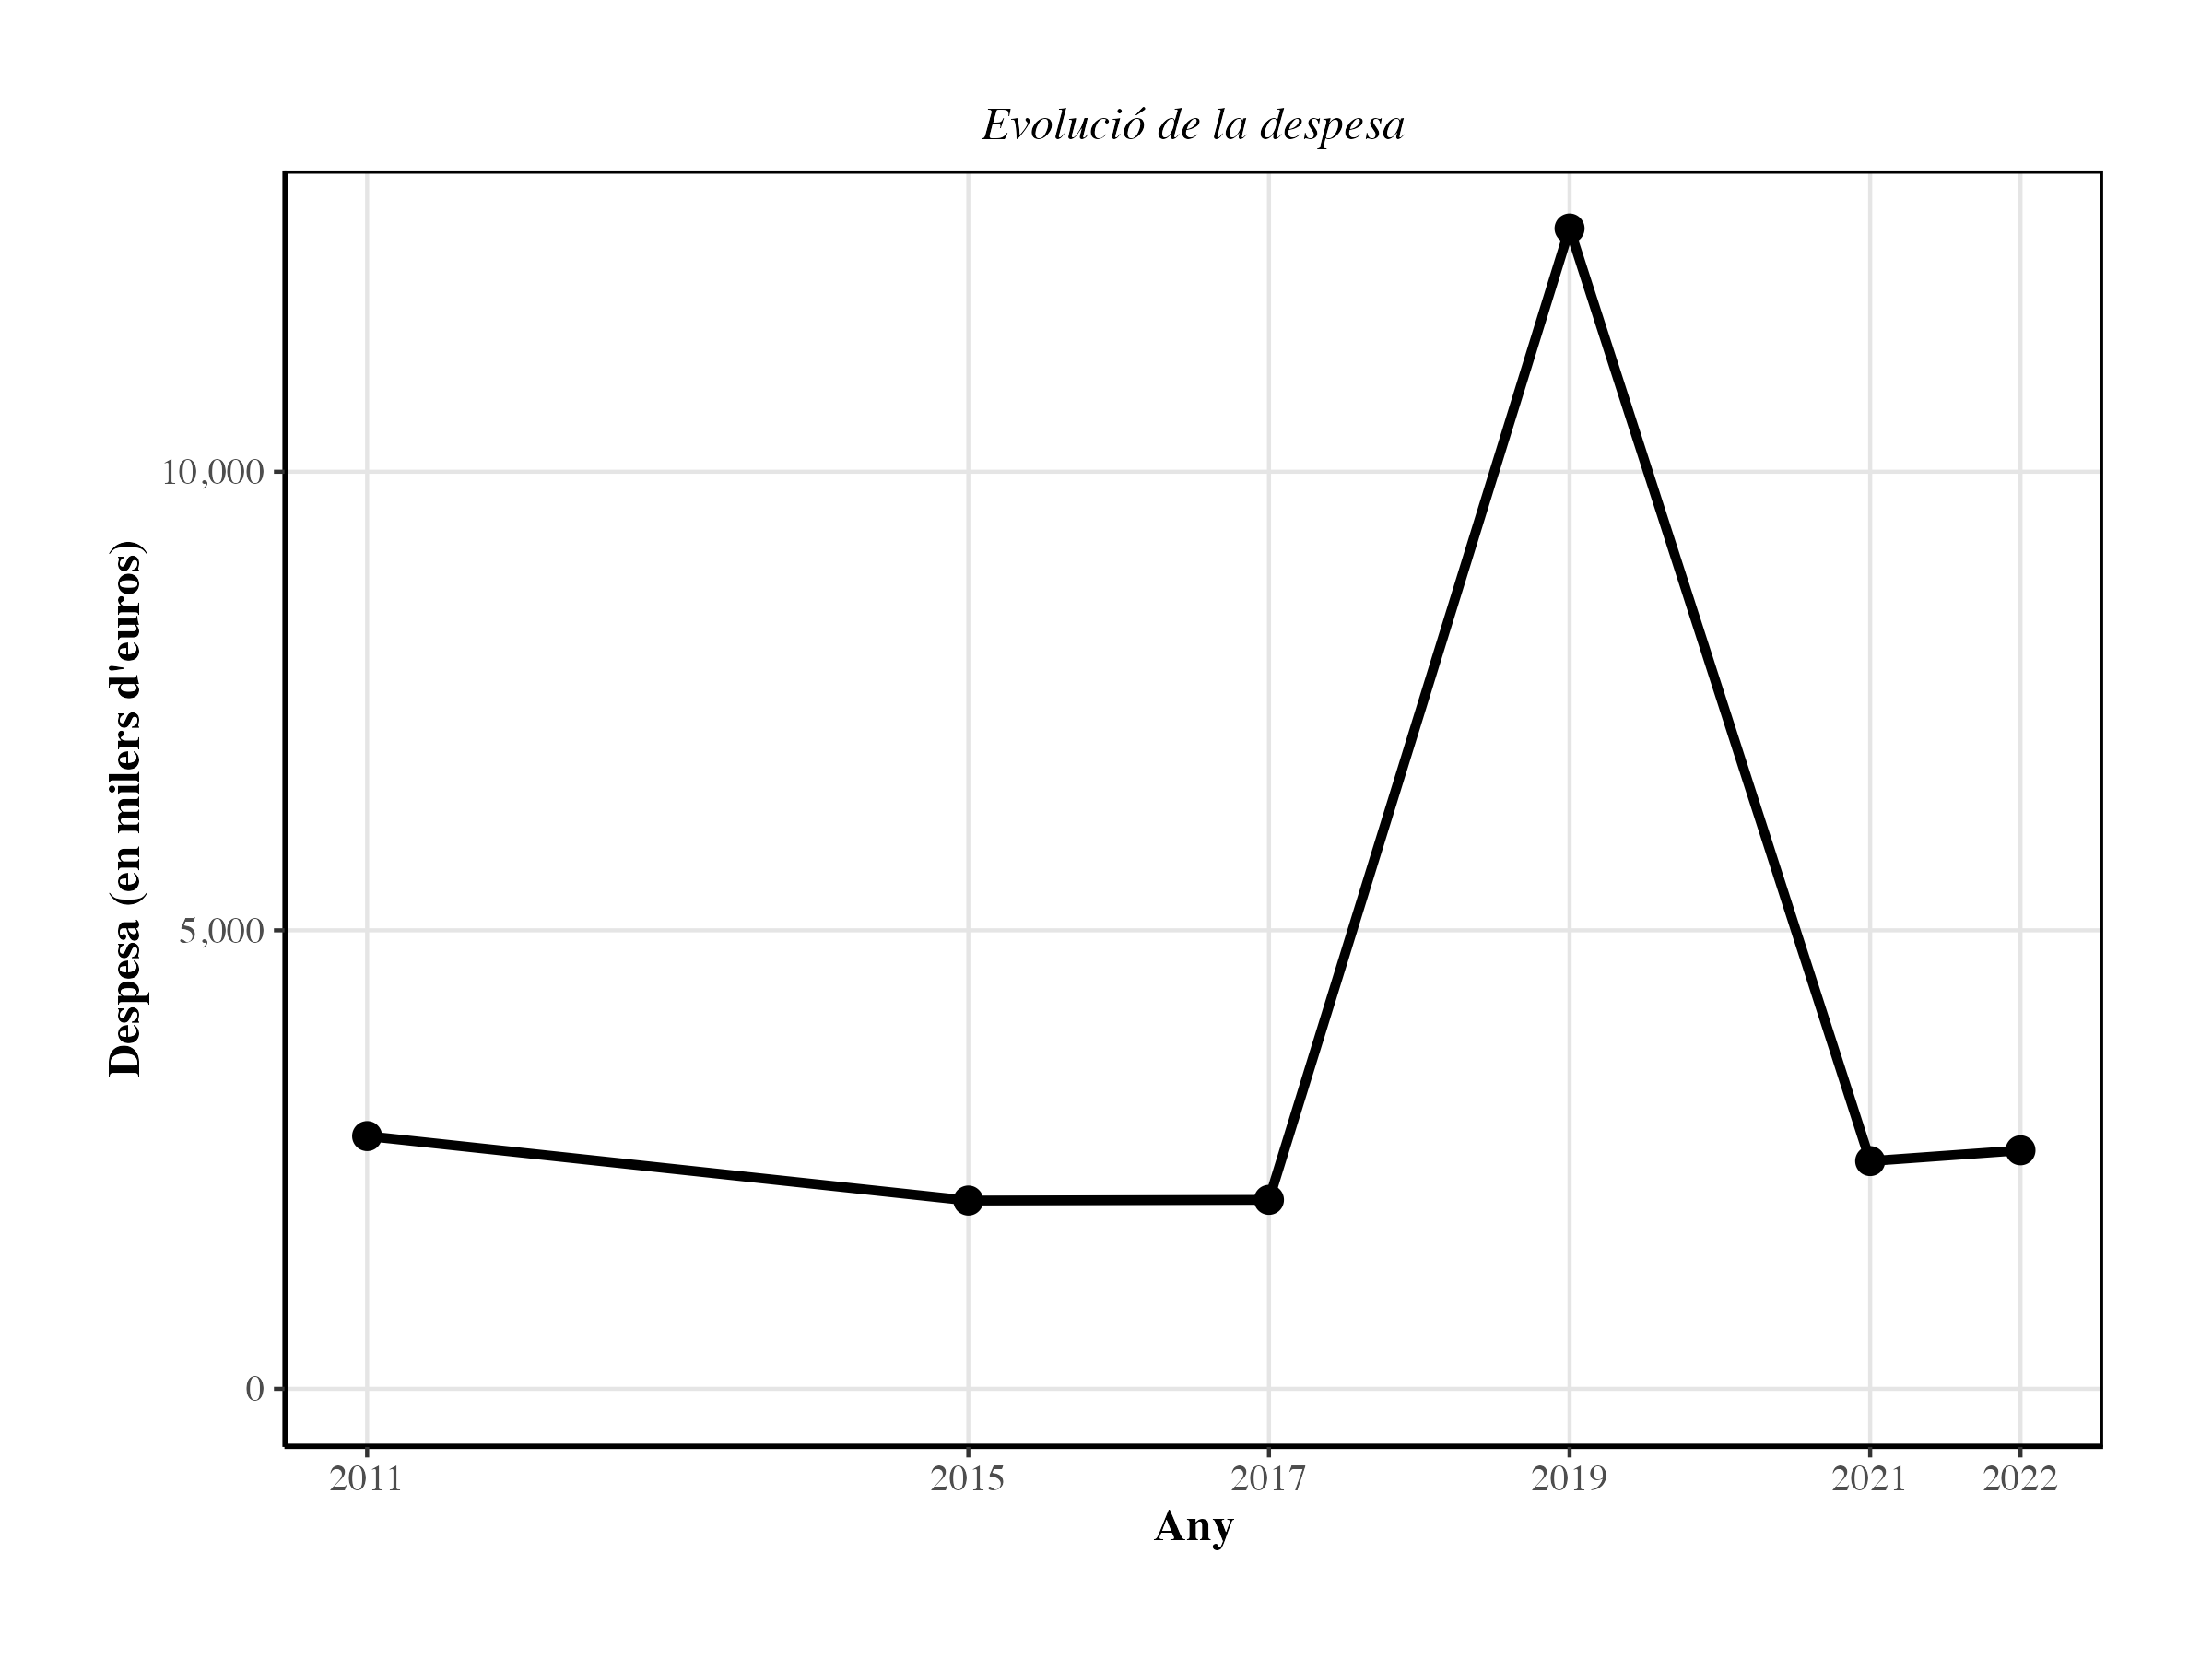 Evolució de la despesa
Despesa (en milers d'euros)
10,000
5,000
0
2011 2015 2017 2019 2021 2022
Any